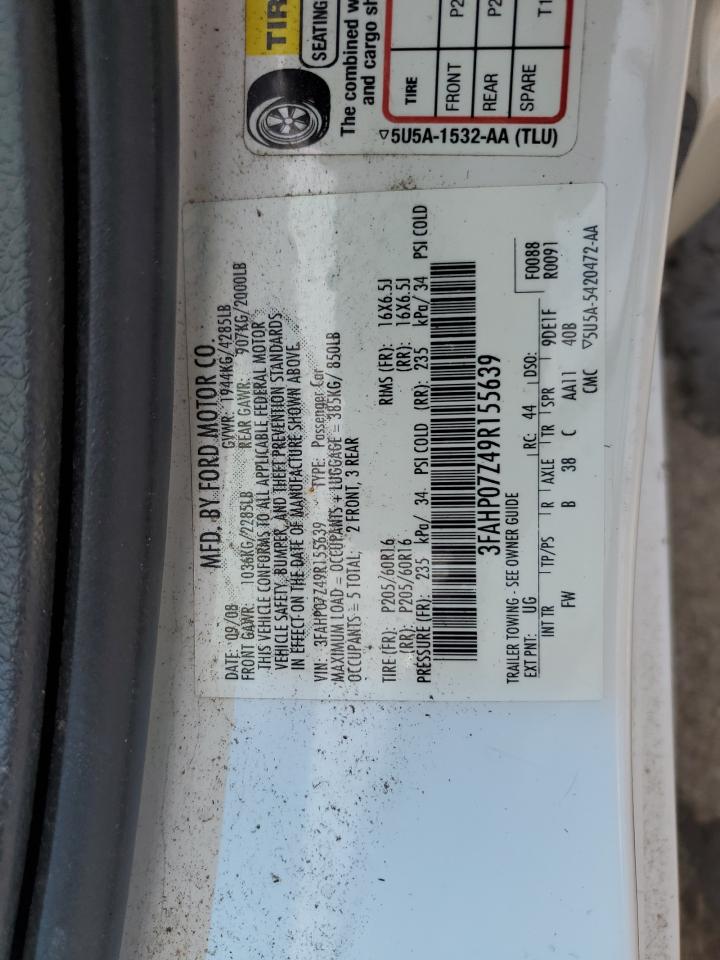 TIR
SEATING
The combined w
and cargo sh
TIRE
FRONT P2
REAR P2
SPARE T1
5U5A-1532-AA (TLU)
MFD. BY FORD MOTOR CO.
DATE: 09/08 GVWR: 1944KG/4285LB
FRONT GAWR: 1036KG/2285LB REAR GAWR: 907KG/2000LB
THIS VEHICLE CONFORMS TO ALL APPLICABLE FEDERAL MOTOR
VEHICLE SAFETY, BUMPER, AND THEFT PREVENTION STANDARDS
IN EFFECT ON THE DATE OF MANUFACTURE SHOWN ABOVE.
VIN: 3FAHP07Z49R155639 TYPE: Passenger Car
MAXIMUM LOAD = OCCUPANTS + LUGGAGE = 385KG/ 850LB
OCCUPANTS = 5 TOTAL; 2 FRONT, 3 REAR
TIRE (FR): P205/60R16 RIMS (FR): 16X6.5J
(RR): P205/60R16 (RR): 16X6.5J
PRESSURE (FR): 235 kPa/ 34 PSI COLD (RR): 235 kPa/ 34 PSI COLD
3FAHP07Z49R155639
TRAILER TOWING - SEE OWNER GUIDE F0088
EXT PNT: UG RC: 44 DSO: R0091
INT TR TP/PS R AXLE TR SPR 9DE1F
FW B 38 C AA11 40B
CMC 5U5A-5420472-AA